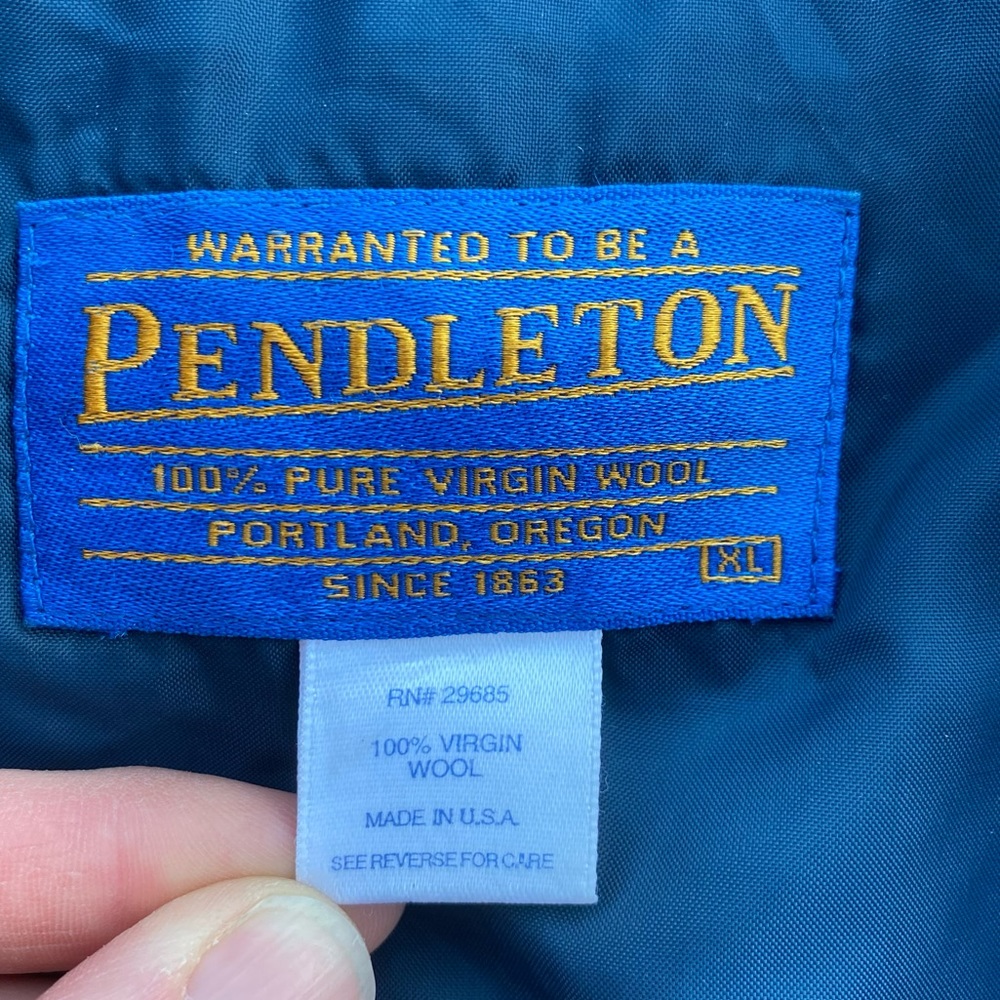 WARRANTED TO BE A
PENDLETON
100% PURE VIRGIN WOOL
PORTLAND, OREGON
SINCE 1863
XL
RN# 29685
100% VIRGIN
WOOL
MADE IN U.S.A.
SEE REVERSE FOR CARE